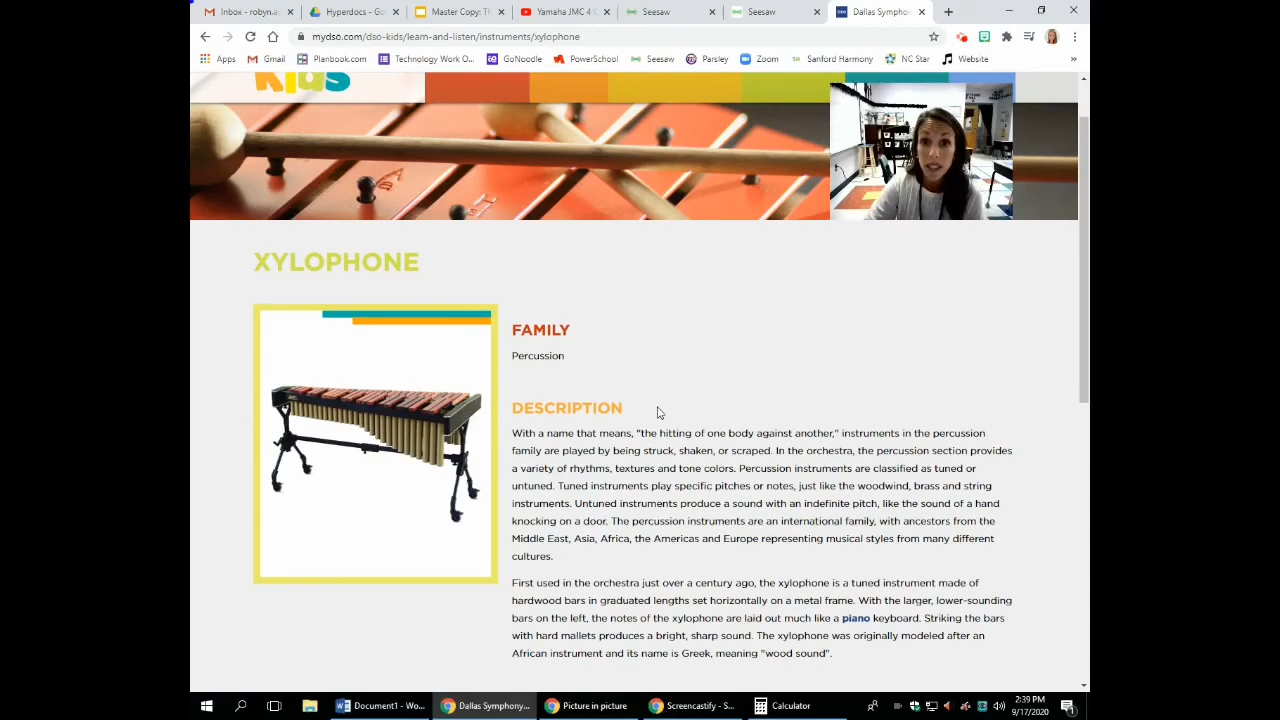 Inbox - robyn.av
Hyperdocs - Go
Master Copy: Th
Yamaha JMC 4 O
Seesaw
Seesaw
Dallas Symphon
mydso.com/dso-kids/learn-and-listen/instruments/xylophone
Apps
Gmail
Planbook.com
Technology Work O...
GoNoodle
PowerSchool
Seesaw
Parsley
Zoom
Sanford Harmony
NC Star
Website
»
kids
XYLOPHONE
FAMILY
Percussion
DESCRIPTION
With a name that means, "the hitting of one body against another," instruments in the percussion
family are played by being struck, shaken, or scraped. In the orchestra, the percussion section provides
a variety of rhythms, textures and tone colors. Percussion instruments are classified as tuned or
untuned. Tuned instruments play specific pitches or notes, just like the woodwind, brass and string
instruments. Untuned instruments produce a sound with an indefinite pitch, like the sound of a hand
knocking on a door. The percussion instruments are an international family, with ancestors from the
Middle East, Asia, Africa, the Americas and Europe representing musical styles from many different
cultures.
First used in the orchestra just over a century ago, the xylophone is a tuned instrument made of
hardwood bars in graduated lengths set horizontally on a metal frame. With the larger, lower-sounding
bars on the left, the notes of the xylophone are laid out much like a piano keyboard. Striking the bars
with hard mallets produces a bright, sharp sound. The xylophone was originally modeled after an
African instrument and its name is Greek, meaning "wood sound".
Document1 - Wo...
Dallas Symphony...
Picture in picture
Screencastify - S...
Calculator
2:39 PM
9/17/2020